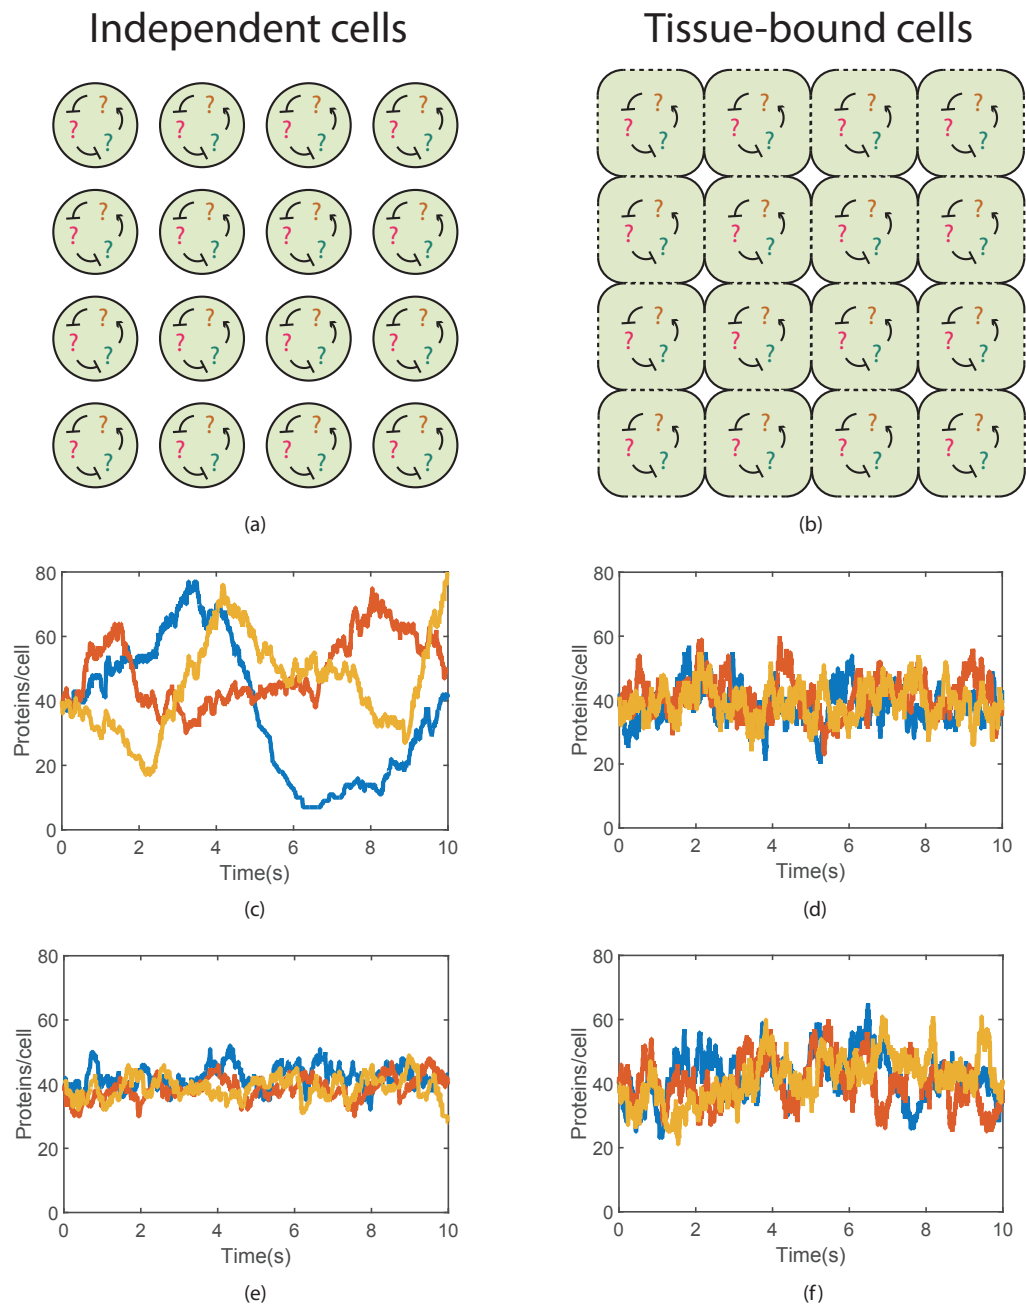 Independent cells
Tissue-bound cells
? ? ? ?
? ? ? ? ? ? ? ?
? ? ? ?
? ? ? ? ? ? ? ?
? ? ? ?
? ? ? ? ? ? ? ?
? ? ? ?
? ? ? ? ? ? ? ?
(a)
? ? ? ?
? ? ? ? ? ? ? ?
? ? ? ?
? ? ? ? ? ? ? ?
? ? ? ?
? ? ? ? ? ? ? ?
? ? ? ?
? ? ? ? ? ? ? ?
(b)
80
60
40
20
0
Proteins/cell
0 2 4 6 8 10
Time(s)
(c)
80
60
40
20
0
Proteins/cell
0 2 4 6 8 10
Time(s)
(d)
80
60
40
20
0
Proteins/cell
0 2 4 6 8 10
Time(s)
(e)
80
60
40
20
0
Proteins/cell
0 2 4 6 8 10
Time(s)
(f)